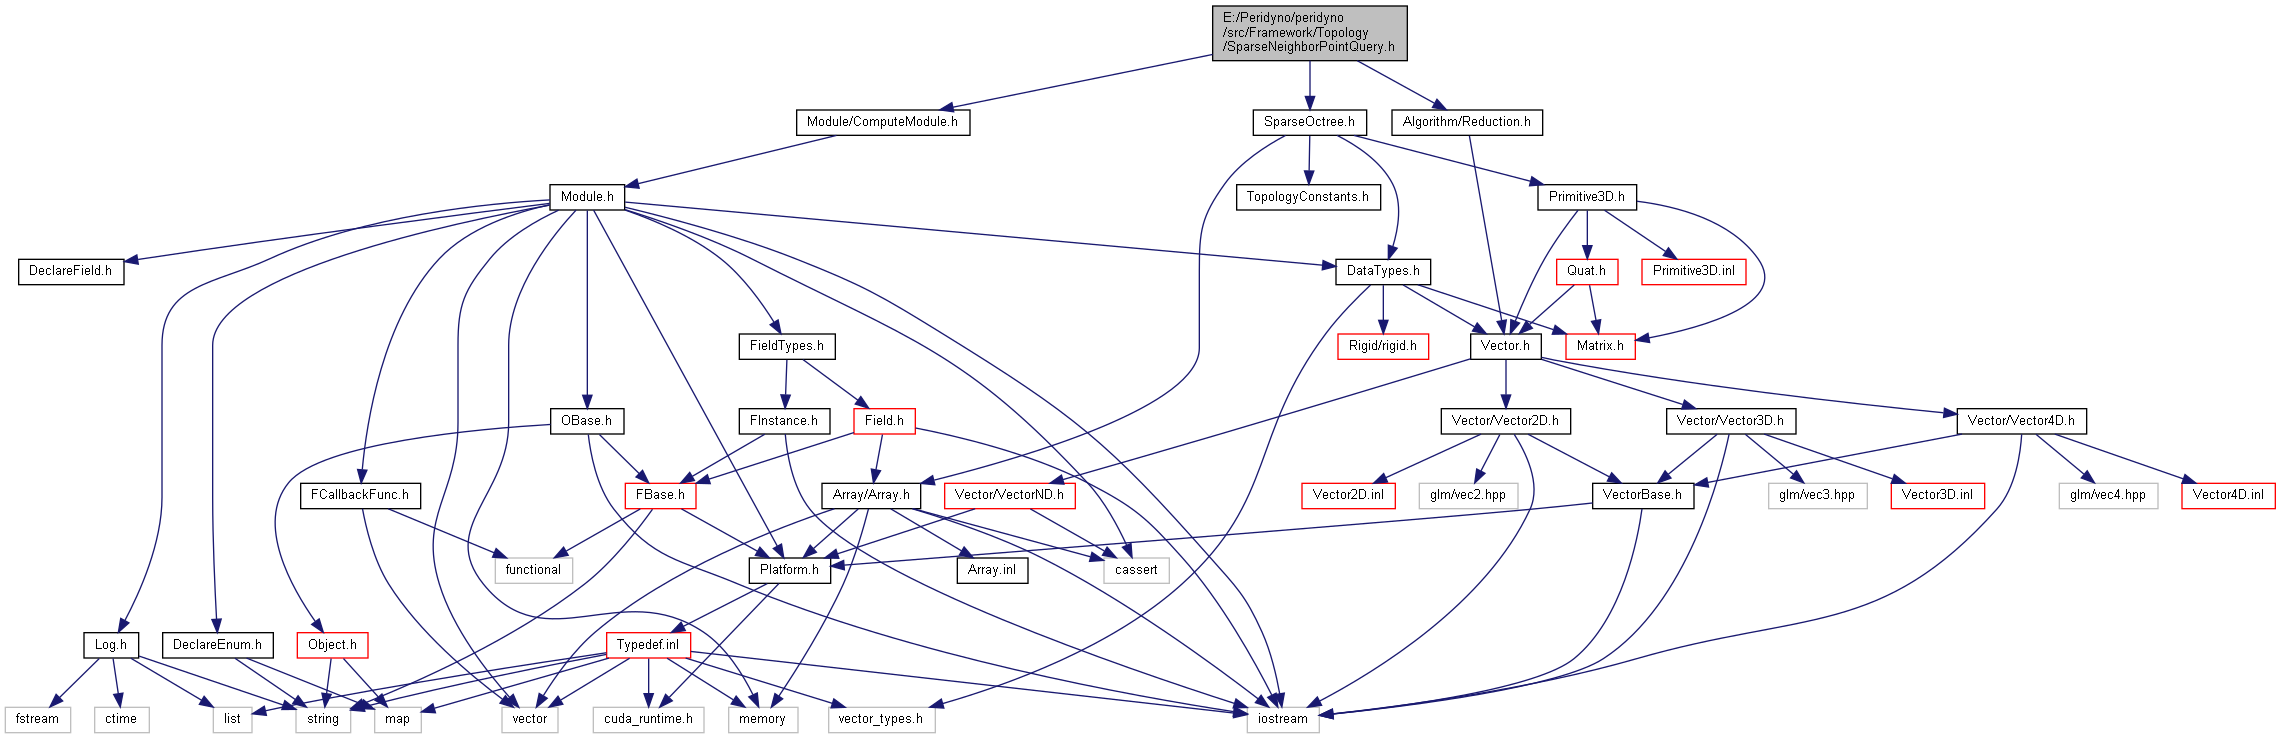 E:/Peridyno/peridyno
/src/Framework/Topology
/SparseNeighborPointQuery.h
Module/ComputeModule.h
SparseOctree.h
Algorithm/Reduction.h
Module.h
TopologyConstants.h
Primitive3D.h
DeclareField.h
DataTypes.h
Quat.h
Primitive3D.inl
FieldTypes.h
Rigid/rigid.h
Vector.h
Matrix.h
OBase.h
FInstance.h
Field.h
Vector/Vector2D.h
Vector/Vector3D.h
Vector/Vector4D.h
FCallbackFunc.h
FBase.h
Array/Array.h
Vector/VectorND.h
Vector2D.inl
glm/vec2.hpp
VectorBase.h
glm/vec3.hpp
Vector3D.inl
glm/vec4.hpp
Vector4D.inl
functional
Platform.h
Array.inl
cassert
Log.h
DeclareEnum.h
Object.h
Typedef.inl
fstream
ctime
list
string
map
vector
cuda_runtime.h
memory
vector_types.h
iostream